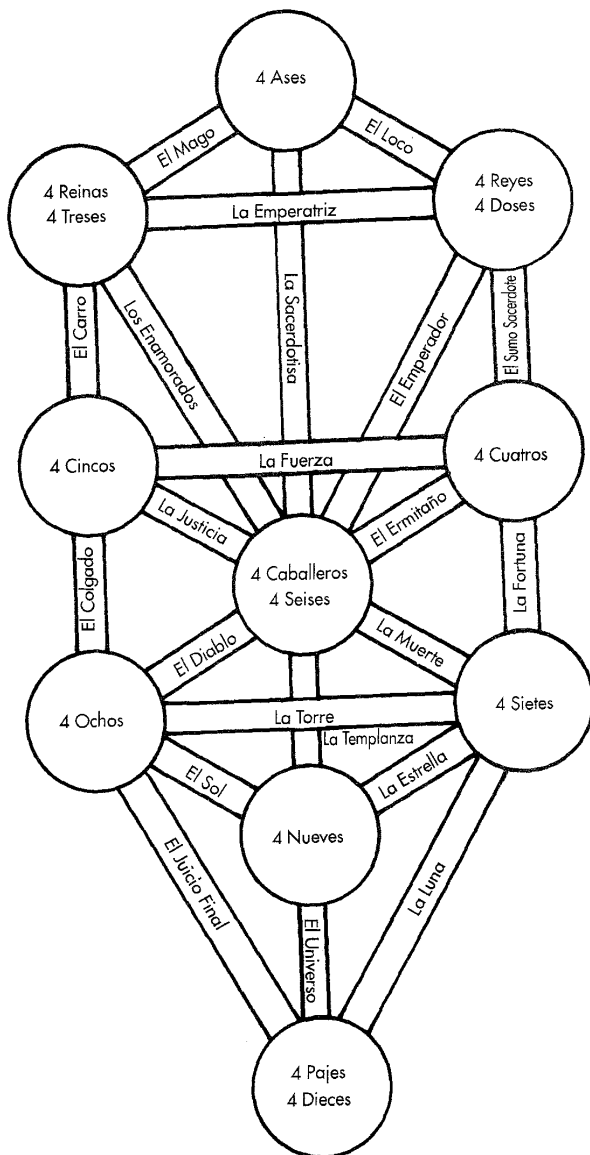 4 Ases
El Mago
El Loco
4 Reinas
4 Treses
4 Reyes
4 Doses
La Emperatriz
El Carro
Los Enamorados
La Sacerdotisa
El Emperador
El Sumo Sacerdote
4 Cincos
La Fuerza
4 Cuatros
La Justicia
El Ermitaño
El Colgado
4 Caballeros
4 Seises
La Fortuna
El Diablo
La Muerte
4 Ochos
La Torre
4 Sietes
La Templanza
El Sol
La Estrella
4 Nueves
El Juicio Final
El Universo
La Luna
4 Pajes
4 Dieces